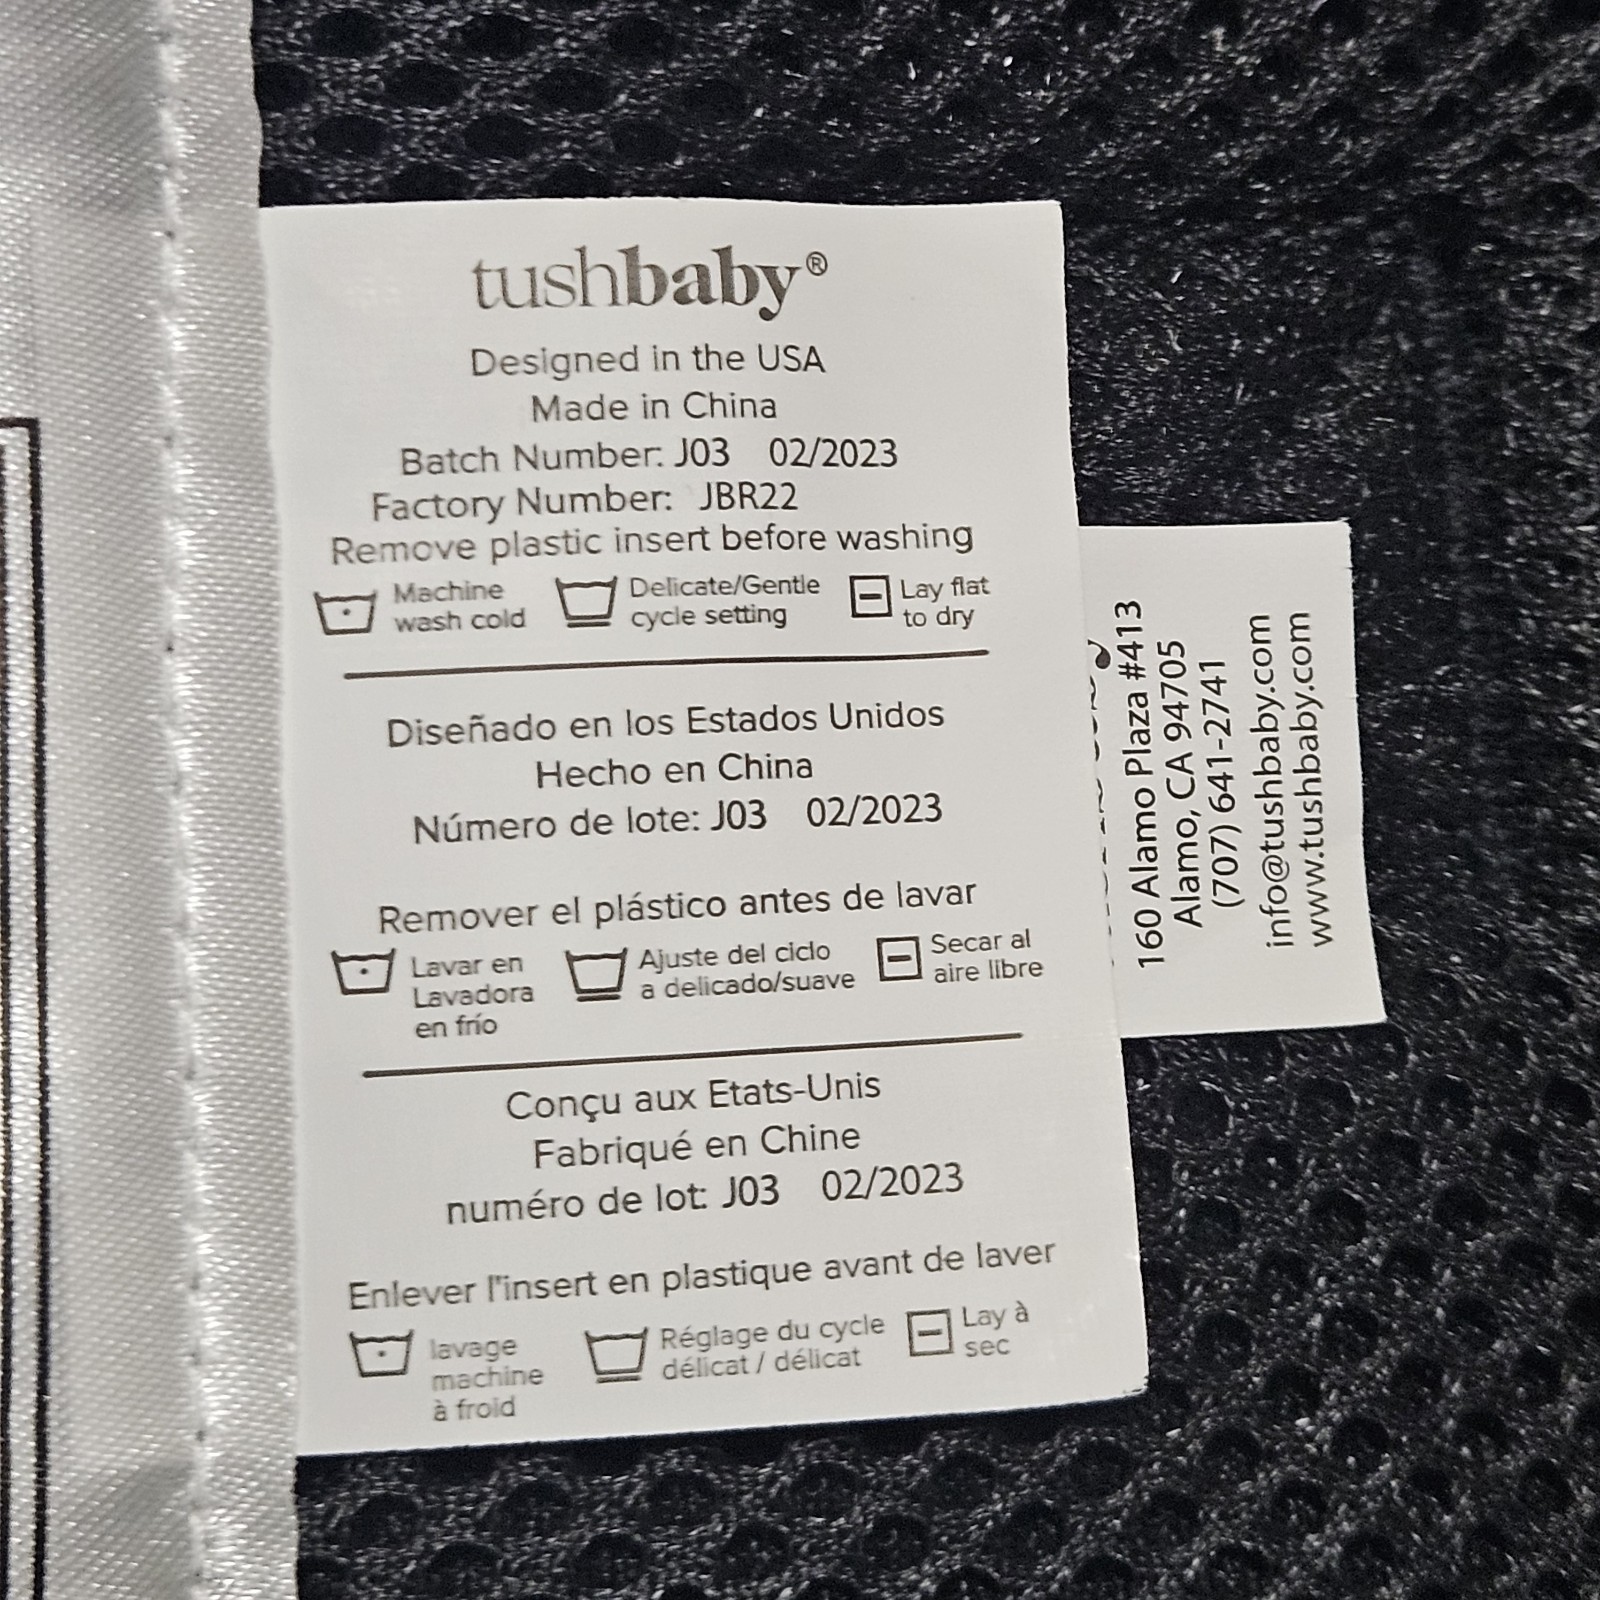 tushbaby®
Designed in the USA
Made in China
Batch Number: J03 02/2023
Factory Number: JBR22
Remove plastic insert before washing
Machine
wash cold
Delicate/Gentle
cycle setting
Lay flat
to dry
Diseñado en los Estados Unidos
Hecho en China
Número de lote: J03 02/2023
Remover el plástico antes de lavar
Lavar en
Lavadora
en frío
Ajuste del ciclo
a delicado/suave
Secar al
aire libre
Conçu aux Etats-Unis
Fabriqué en Chine
numéro de lot: J03 02/2023
Enlever l'insert en plastique avant de laver
lavage
machine
à froid
Réglage du cycle
délicat / délicat
Lay à
sec
160 Alamo Plaza #413
Alamo, CA 94705
(707) 641-2741
info@tushbaby.com
www.tushbaby.com